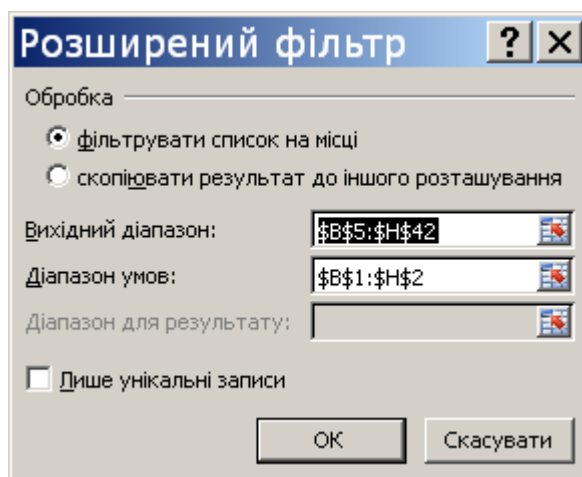 Розширений фільтр
Обробка
фільтрувати список на місці
скопіювати результат до іншого розташування
Вихідний діапазон: $B$5:$H$42
Діапазон умов: $B$1:$H$2
Діапазон для результату:
Лише унікальні записи
ОК Скасувати